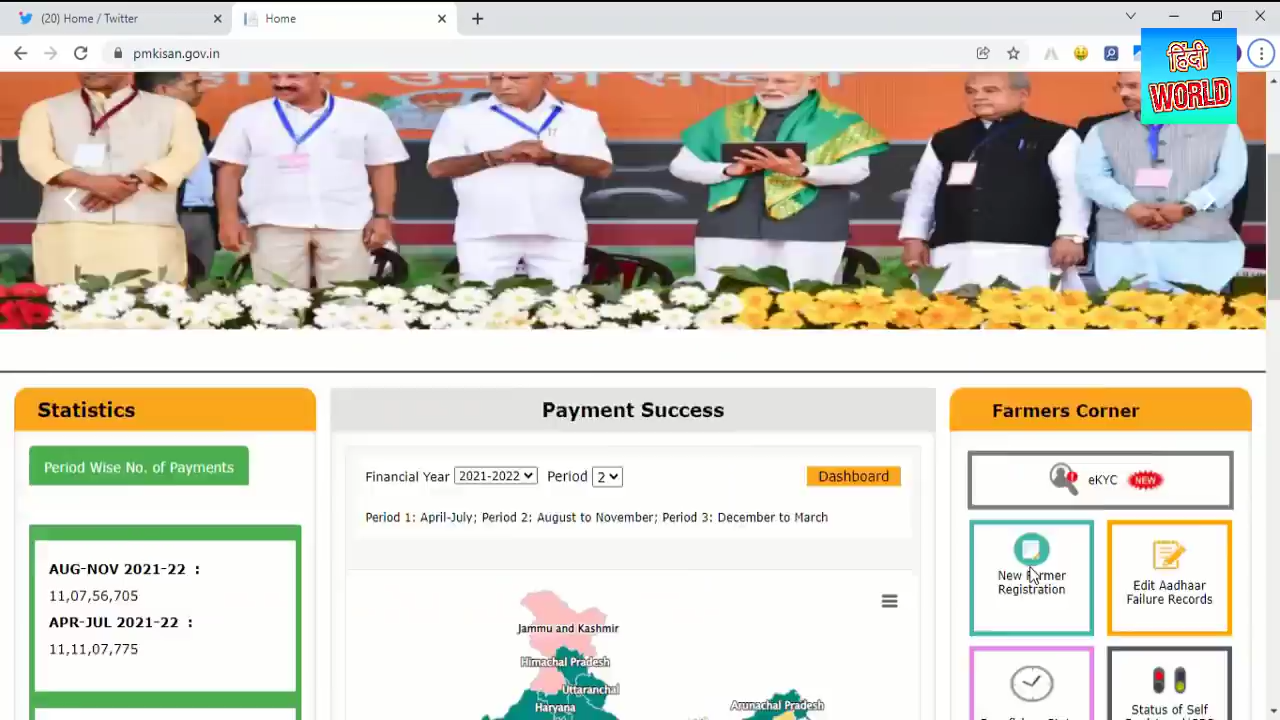 (20) Home / Twitter
Home
pmkisan.gov.in
हिंदी
WORLD
Statistics
Period Wise No. of Payments
AUG-NOV 2021-22 :
11,07,56,705
APR-JUL 2021-22 :
11,11,07,775
Payment Success
Financial Year 2021-2022 Period 2 Dashboard
Period 1: April-July; Period 2: August to November; Period 3: December to March
Jammu and Kashmir
Himachal Pradesh
Uttaranchal
Haryana
Arunachal Pradesh
Farmers Corner
eKYC NEW
New Farmer
Registration
Edit Aadhaar
Failure Records
Status of Self